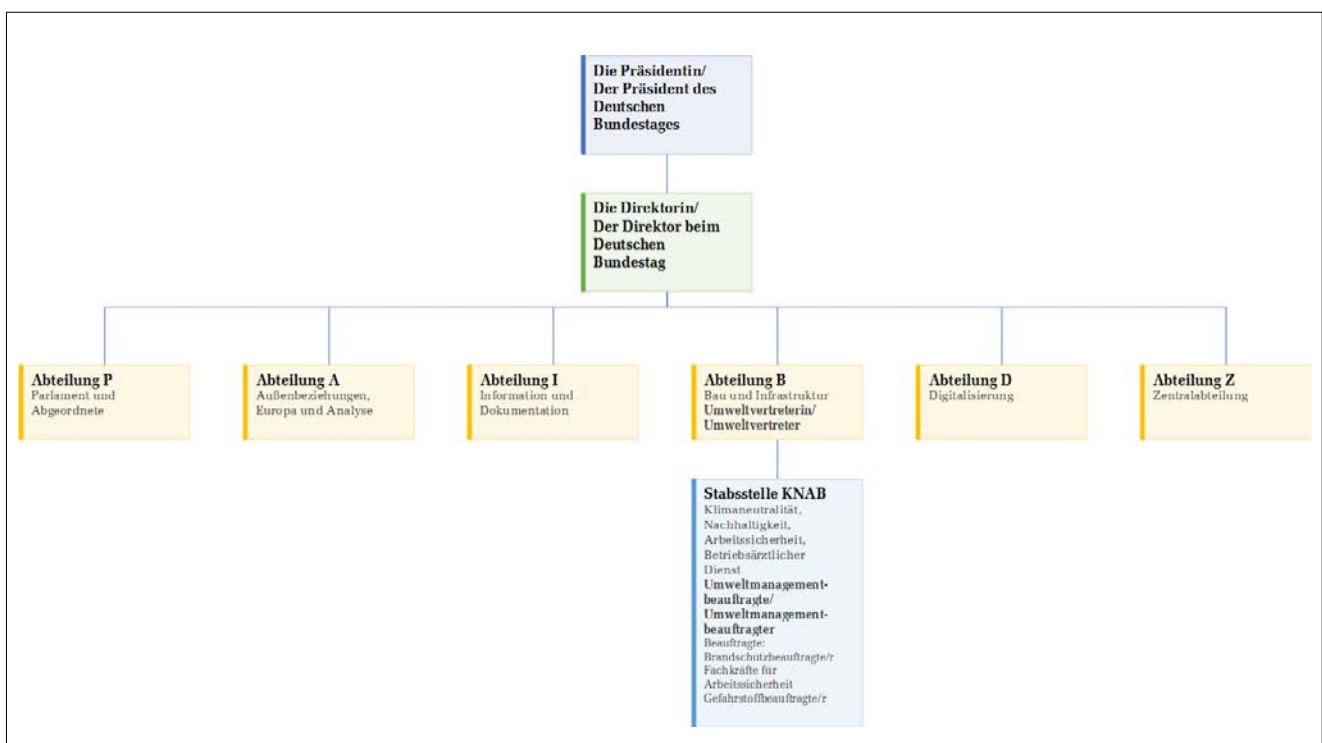 Die Präsidentin/
Der Präsident des
Deutschen
Bundestages
Die Direktorin/
Der Direktor beim
Deutschen
Bundestag
Abteilung P
Parlament und
Abgeordnete
Abteilung A
Außenbeziehungen,
Europa und Analyse
Abteilung I
Information und
Dokumentation
Abteilung B
Bau und Infrastruktur
Umweltvertreterin/
Umweltvertreter
Abteilung D
Digitalisierung
Abteilung Z
Zentralabteilung
Stabsstelle KNAB
Klimaneutralität,
Nachhaltigkeit,
Arbeitssicherheit,
Betriebsärztlicher
Dienst
Umweltmanagement-
beauftragte/
Umweltmanagement-
beauftragter
Beauftragte:
Brandschutzbeauftragte/r
Fachkräfte für
Arbeitssicherheit
Gefahrstoffbeauftragte/r